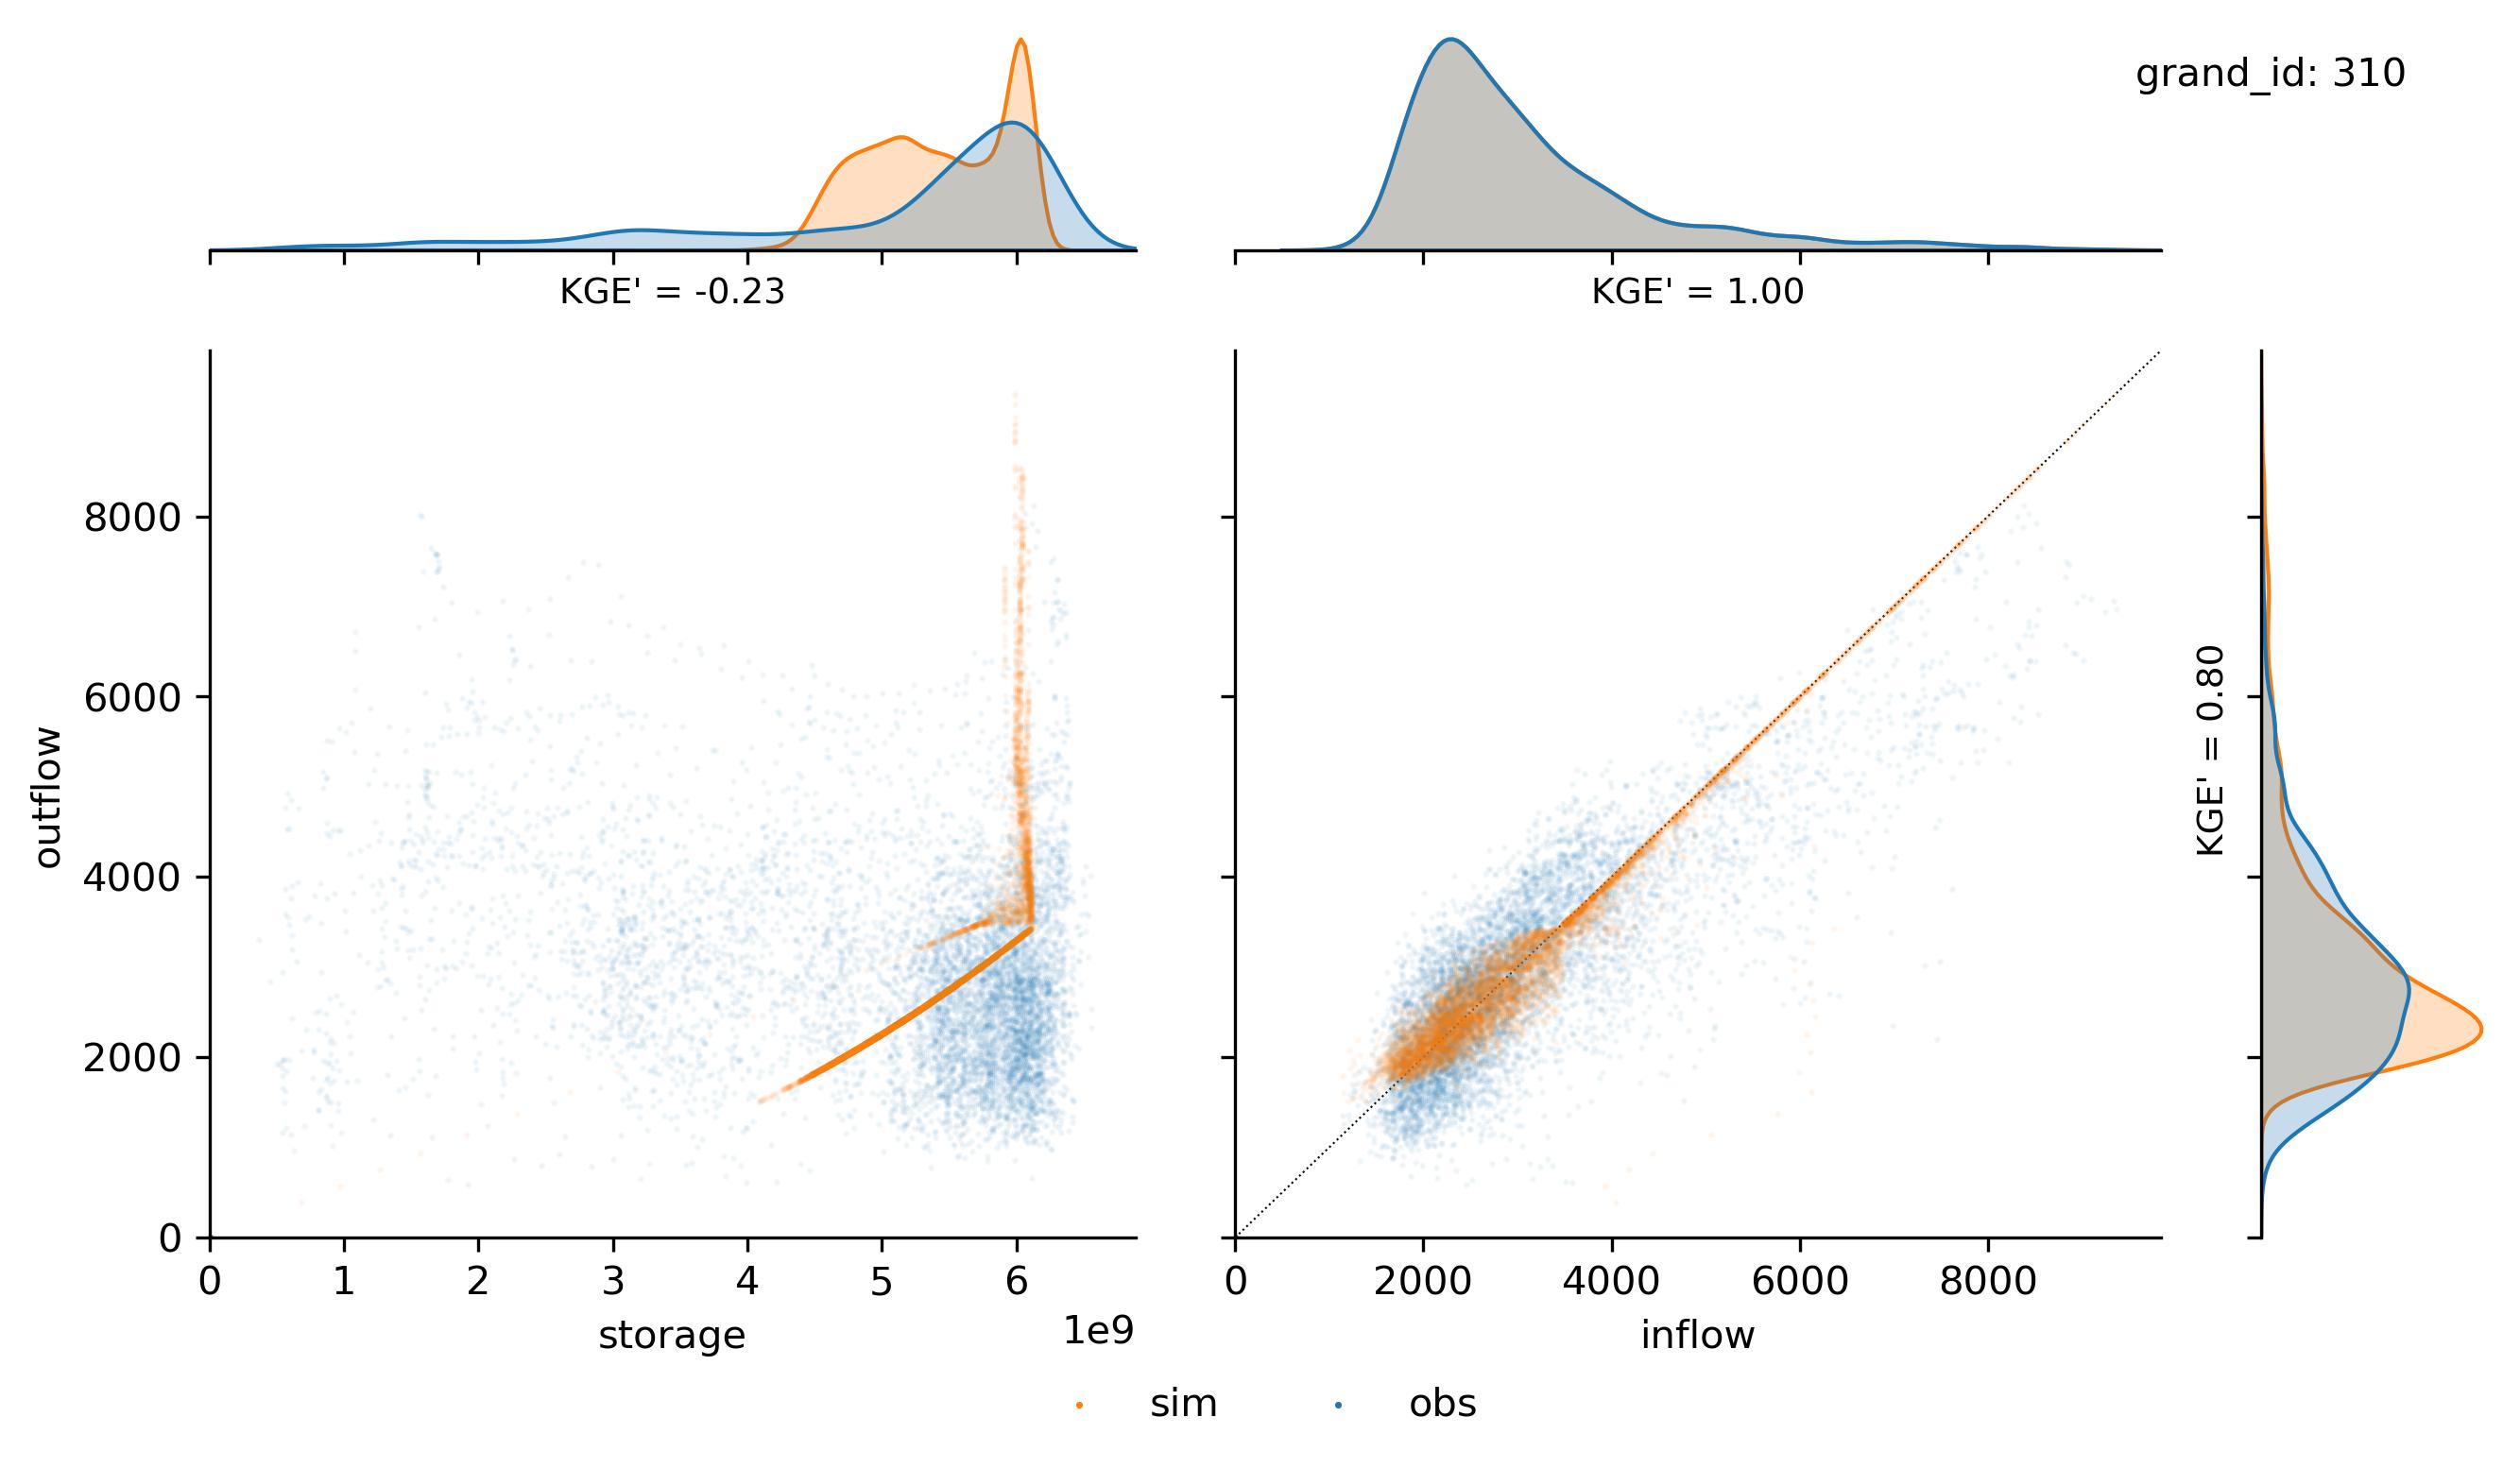 grand_id: 310
KGE' = -0.23
KGE' = 1.00
8000
6000
4000
2000
0
outflow
KGE' = 0.80
0 1 2 3 4 5 6
0 2000 4000 6000 8000
storage
1e9
inflow
sim
obs